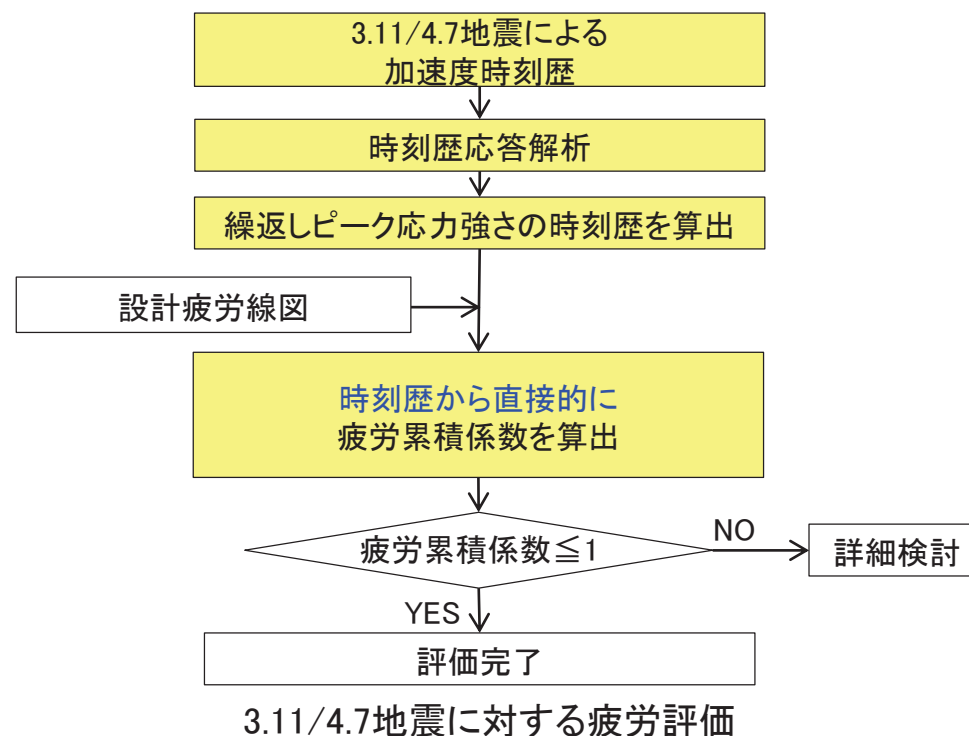 3.11/4.7地震による
加速度時刻歴
時刻歴応答解析
繰返しピーク応力強さの時刻歴を算出
設計疲労線図
時刻歴から直接的に
疲労累積係数を算出
疲労累積係数≦1
NO
詳細検討
YES
評価完了
3.11/4.7地震に対する疲労評価